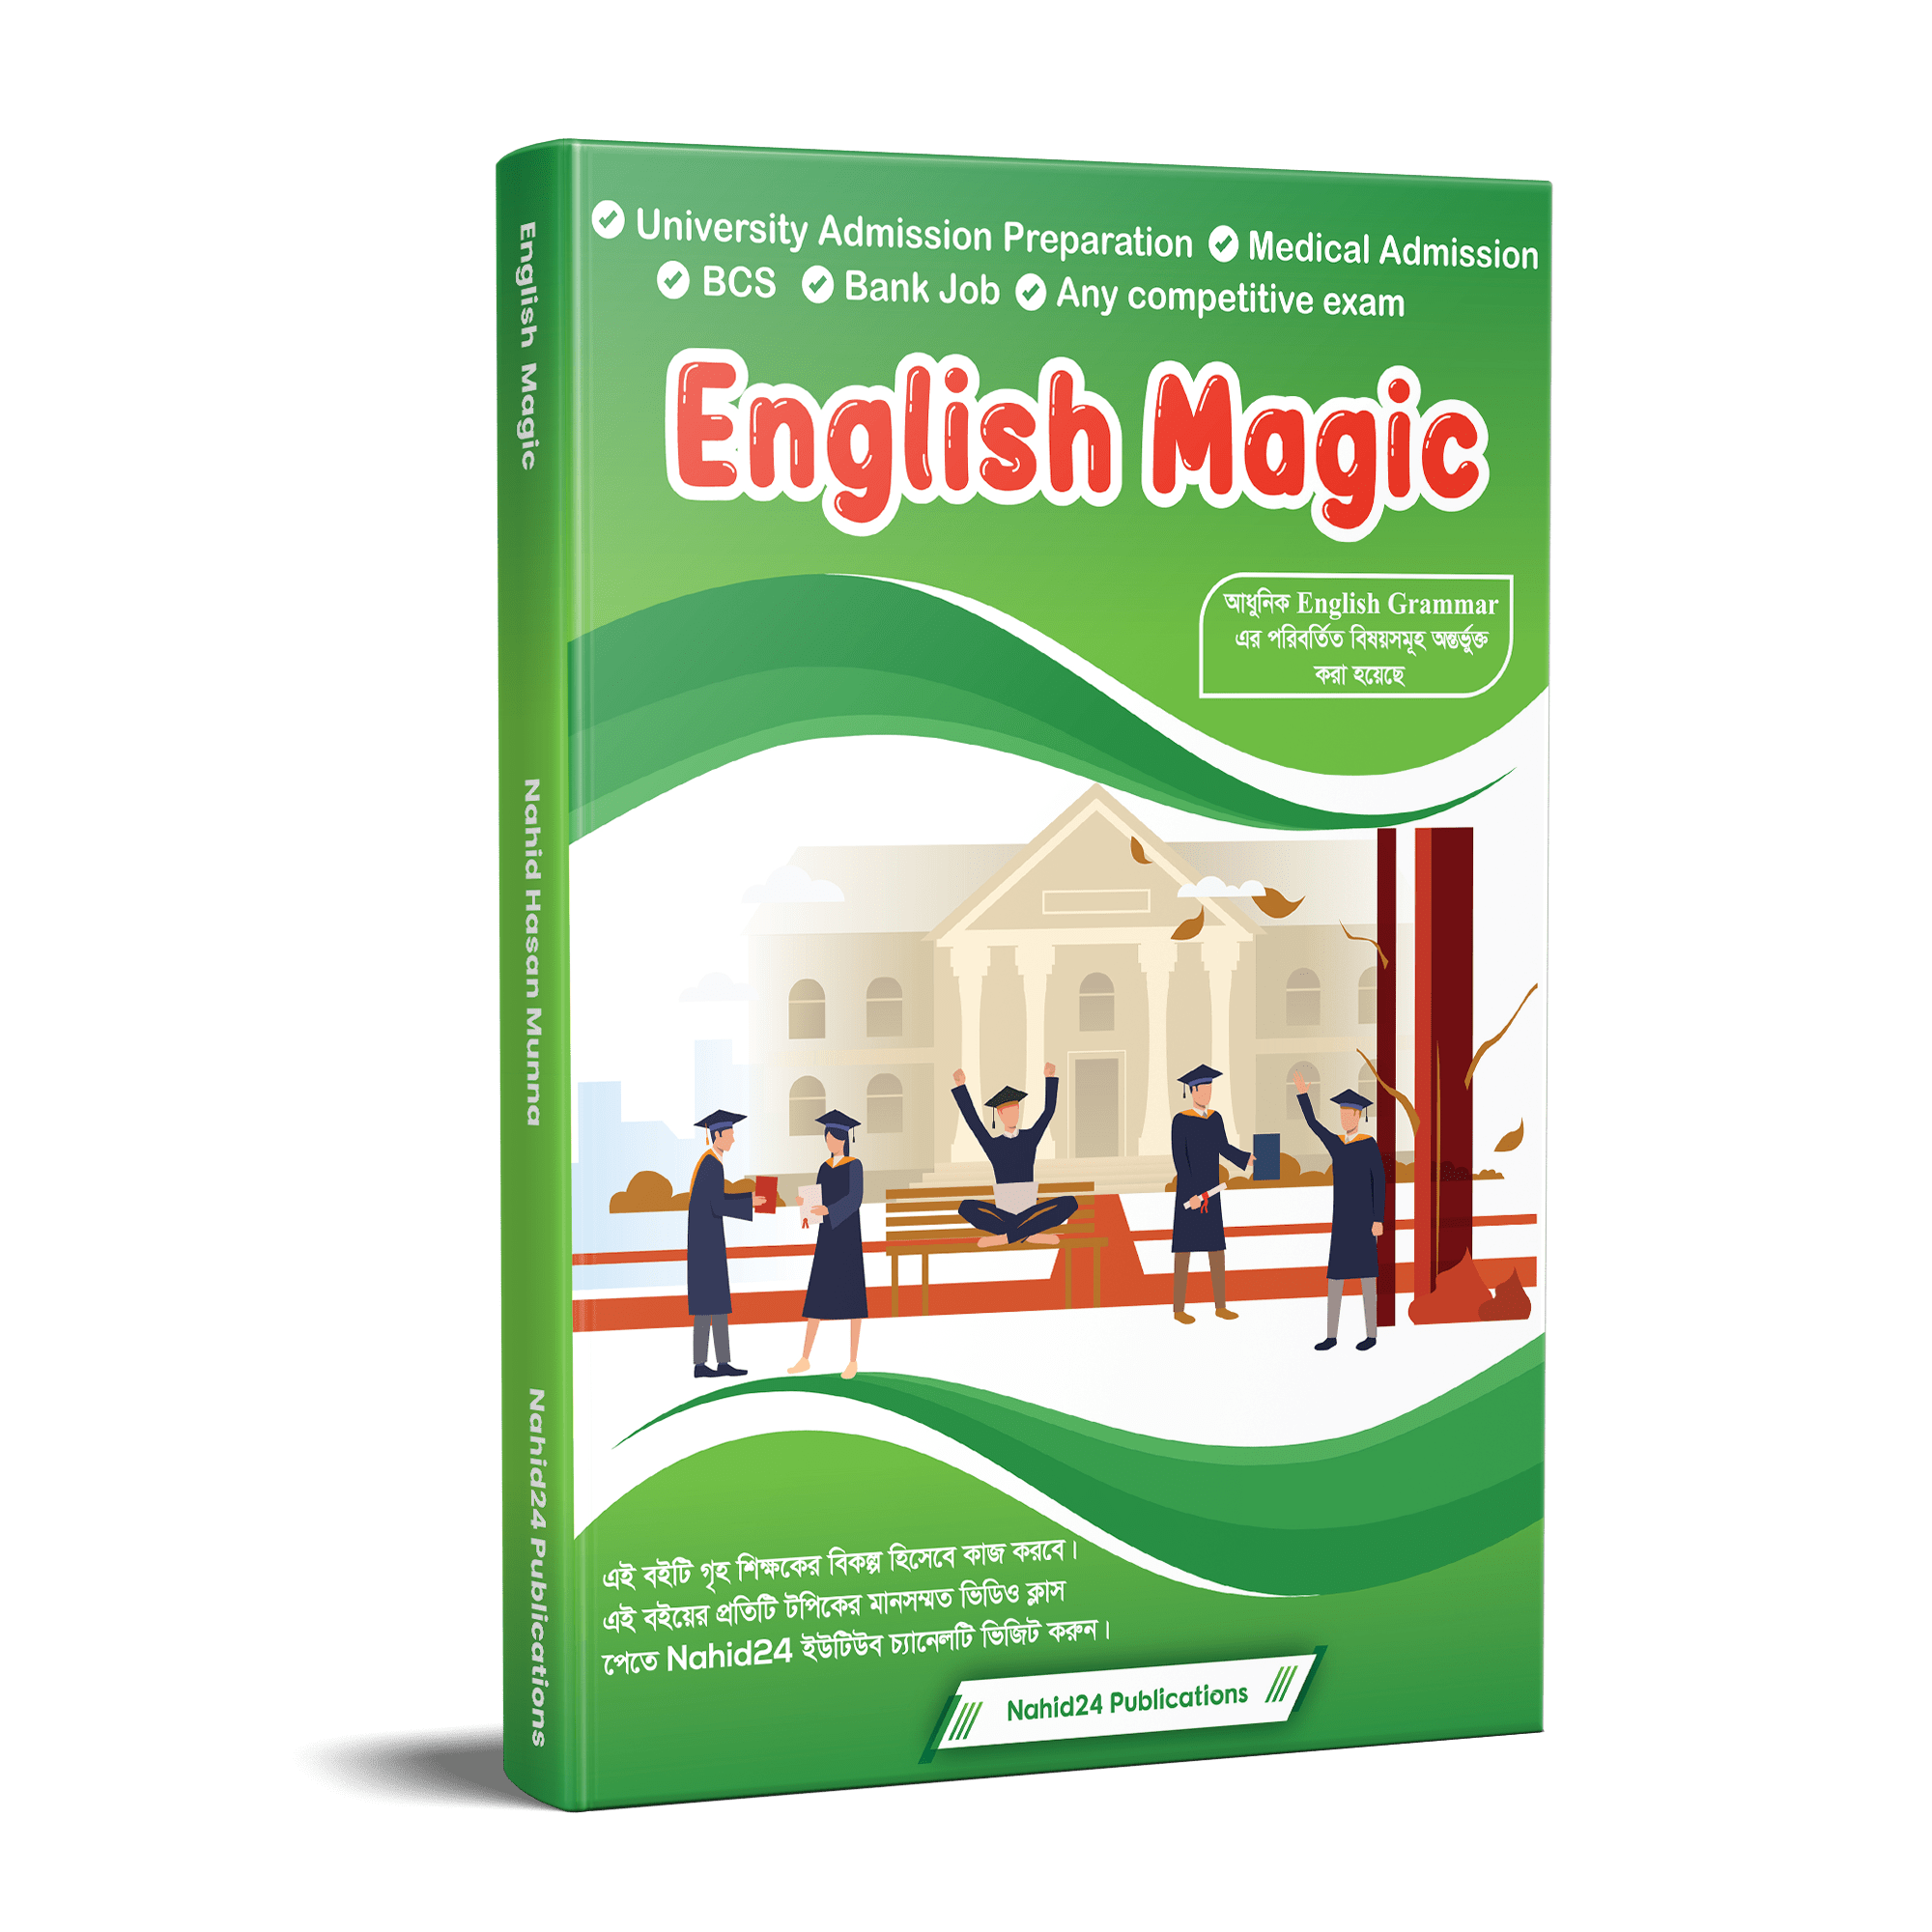 University Admission Preparation Medical Admission
BCS Bank Job Any competitive exam
English Magic
আধুনিক English Grammar
এর পরিবর্তিত বিষয়সমূহ অন্তর্ভুক্ত
করা হয়েছে
এই বইটি গৃহ শিক্ষকের বিকল্প হিসেবে কাজ করবে।
এই বইয়ের প্রতিটি টপিকের মানসম্মত ভিডিও ক্লাস
পেতে Nahid24 ইউটিউব চ্যানেলটি ভিজিট করুন।
Nahid24 Publications
English Magic
Nahid Hasan Munna
Nahid24 Publications